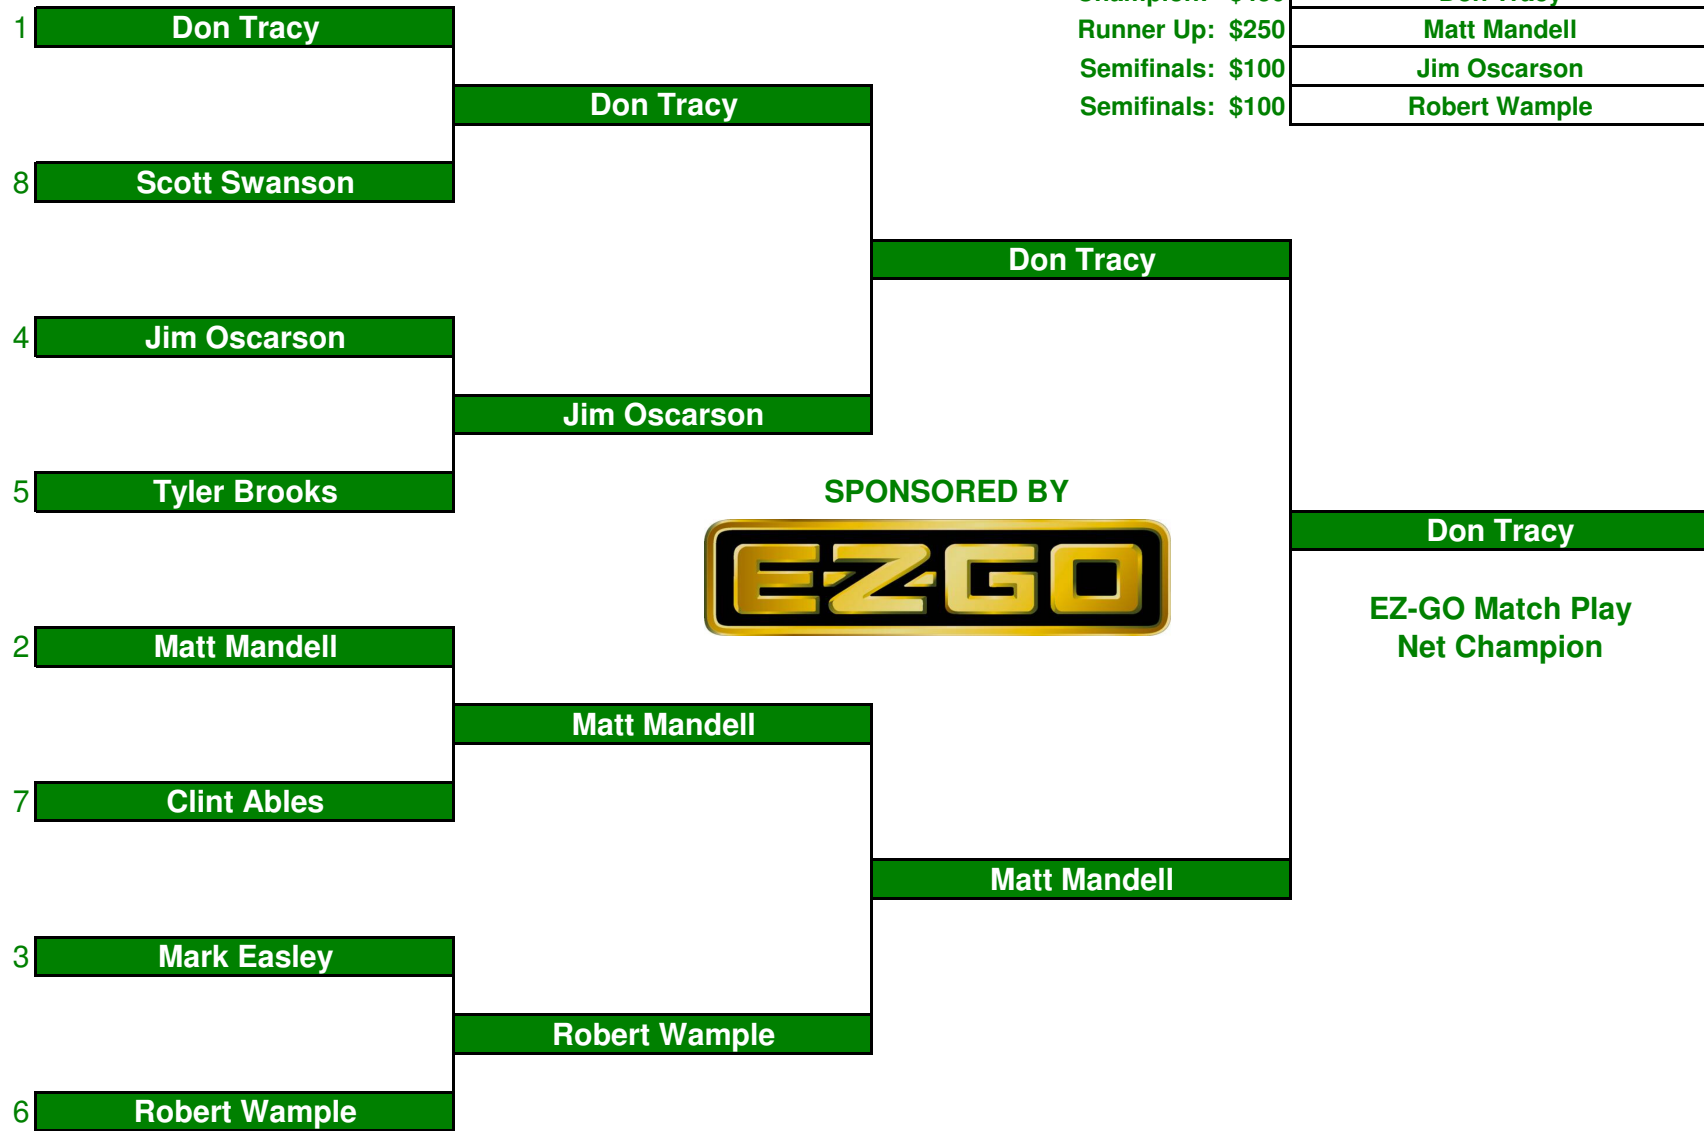 1 Don Tracy
Runner Up: $250 Matt Mandell
Semifinals: $100 Jim Oscarson
Don Tracy
Semifinals: $100 Robert Wample
8 Scott Swanson
Don Tracy
4 Jim Oscarson
Jim Oscarson
5 Tyler Brooks
SPONSORED BY
E-Z-GO
Don Tracy
EZ-GO Match Play
Net Champion
2 Matt Mandell
Matt Mandell
7 Clint Ables
Matt Mandell
3 Mark Easley
Robert Wample
6 Robert Wample